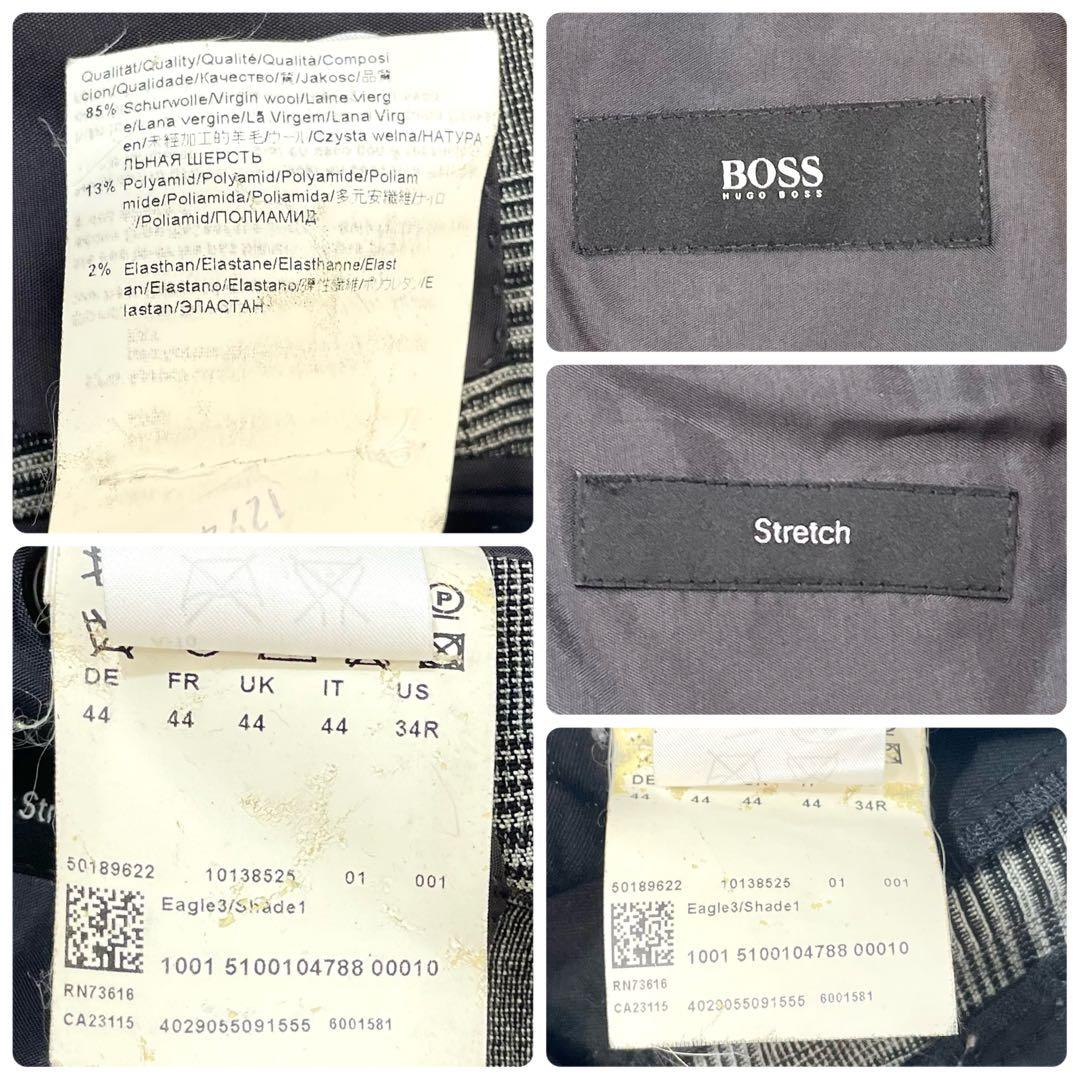 Qualität/Quality/Qualité/Qualità/Composi
cion/Qualidade/Качество/質/Jakosc/品質
85% Schurwolle/Virgin wool/Laine vierg
e/Lana vergine/Lã Virgem/Lana Virg
en/未經加工的羊毛/ウール/Czysta welna/НАТУРА
ЛЬНАЯ ШЕРСТЬ
13% Polyamid/Polyamid/Polyamide/Poliam
mide/Poliamida/Poliamida/多元安纖維/ナイロ
/Poliamid/ПОЛИАМИД
2% Elasthan/Elastane/Elasthanne/Elast
an/Elastano/Elastano/彈性纖維/ポリウレタン/E
lastan/ЭЛАСТАН
BOSS
HUGO BOSS
Stretch
P
DE FR UK IT US
44 44 44 44 34R
50189622 10138525 01 001
Eagle3/Shade1
1001 5100104788 00010
RN73616
CA23115 4029055091555 6001581
DE
44 44 44 44 34R
50189622 10138525 01 001
Eagle3/Shade1
1001 5100104788 00010
RN73616
CA23115 4029055091555 6001581